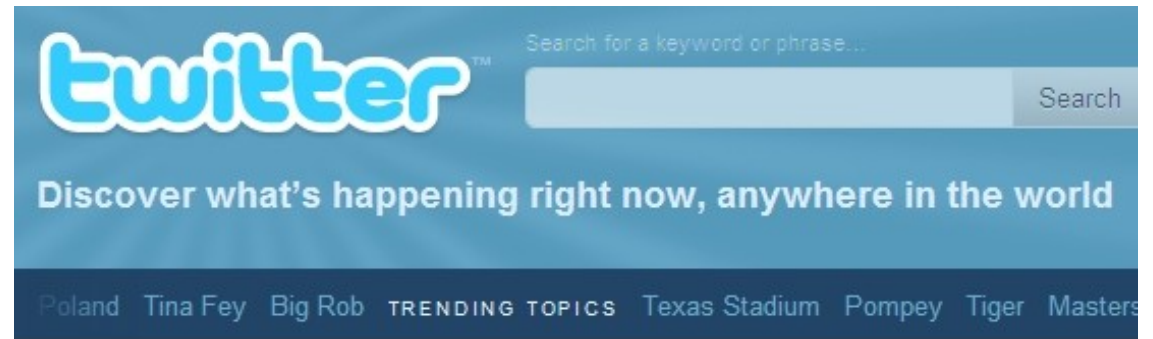 Search for a keyword or phrase...
twitter™
Search
Discover what's happening right now, anywhere in the world
Poland Tina Fey Big Rob TRENDING TOPICS Texas Stadium Pompey Tiger Masters